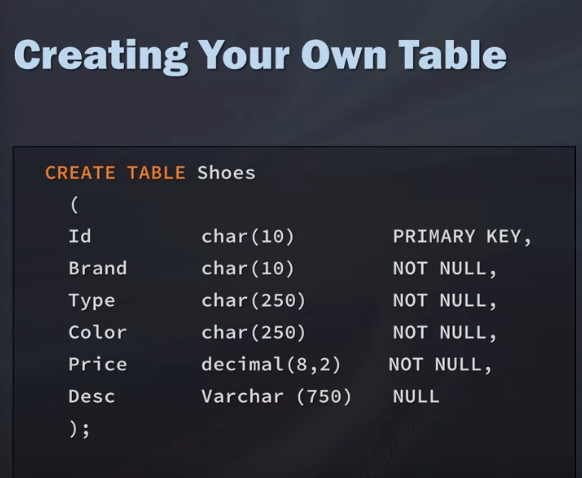 Creating Your Own Table
CREATE TABLE Shoes
(
Id char(10) PRIMARY KEY,
Brand char(10) NOT NULL,
Type char(250) NOT NULL,
Color char(250) NOT NULL,
Price decimal(8,2) NOT NULL,
Desc Varchar (750) NULL
);